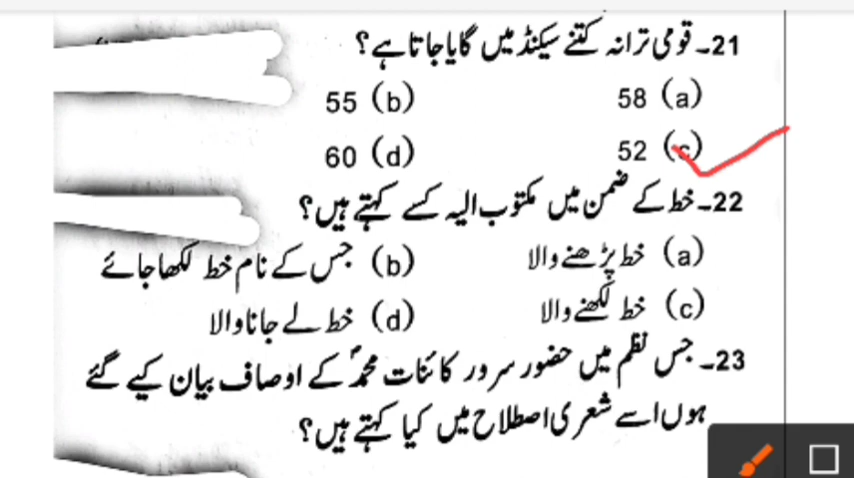 21۔ قومی ترانہ کتنے سیکنڈ میں گایا جاتا ہے؟
(a) 58 (b) 55
(c) 52 (d) 60
22۔ خط کے ضمن میں مکتوب الیہ کسے کہتے ہیں؟
(a) خط پڑھنے والا (b) جس کے نام خط لکھا جائے
(c) خط لکھنے والا (d) خط لے جانا والا
23۔ جس نظم میں حضور سرور کائنات محمدؐ کے اوصاف بیان کیے گئے
ہوں اسے شعری اصطلاح میں کیا کہتے ہیں؟